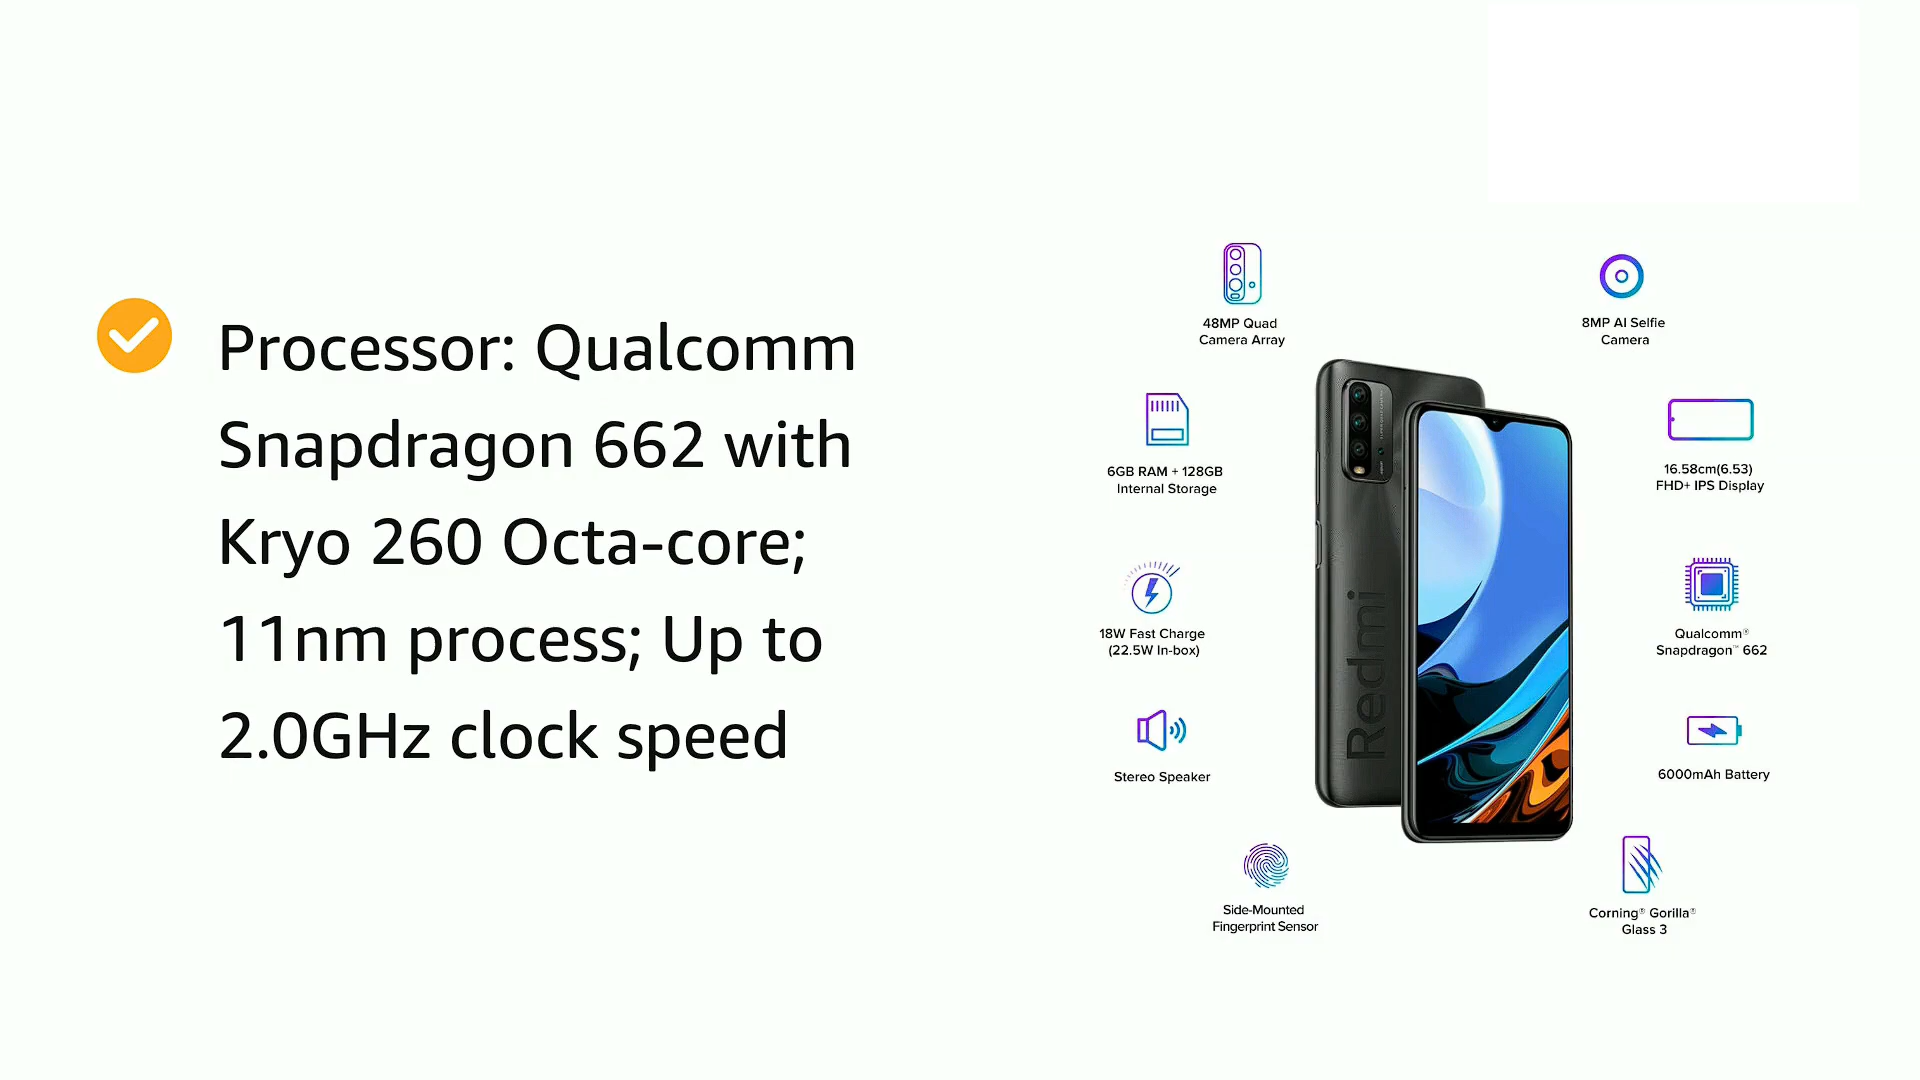 Processor: Qualcomm
Snapdragon 662 with
Kryo 260 Octa-core;
11nm process; Up to
2.0GHz clock speed
48MP Quad
Camera Array
8MP AI Selfie
Camera
6GB RAM + 128GB
Internal Storage
16.58cm(6.53)
FHD+ IPS Display
18W Fast Charge
(22.5W In-box)
Qualcomm®
Snapdragon™ 662
Stereo Speaker
6000mAh Battery
Side-Mounted
Fingerprint Sensor
Corning® Gorilla®
Glass 3
Redmi